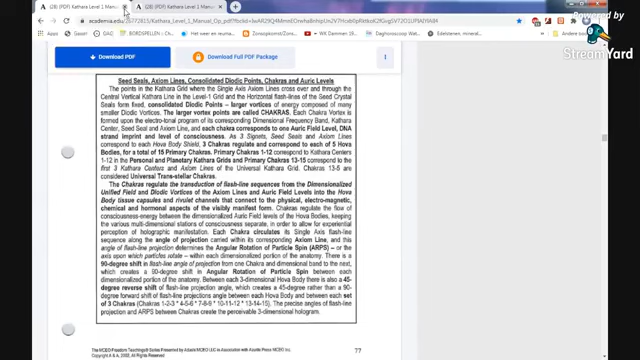 (28) (PDF) Kathara Level 1 Manu
(28) (PDF) Kathara_Level 1 Manu
Powered by
StreamYard
Download PDF
Download Full PDF Package
Seed Seals, Axiom Lines, Consolidated Diodic Points, Chakras and Auric Levels
The points in the Kathara Grid where the Single Axis Axiom Lines cross over and through the
Central Vertical Kathara Line in the Level-1 Grid and the Horizontal flash-lines of the Seed Crystal
Seals form fixed, consolidated Diodic Points - larger vortices of energy composed of many
smaller Diodic Vortices. The larger vortex points are called CHAKRAS. Each Chakra Vortex is
formed upon the electro-tonal program of its corresponding Dimensional Frequency Band, Kathara
Center, Seed Seal and Axiom Line, and each chakra corresponds to one Auric Field Level, DNA
strand imprint and level of consciousness. As 3 Signets, Seed Seals and Axiom Lines
correspond to each Hova Body Shield, 3 Chakras regulate and correspond to each of 5 Hova
Bodies, for a total of 15 Primary Chakras. Primary Chakras 1-12 correspond to Kathara Centers
1-12 in the Personal and Planetary Kathara Grids and Primary Chakras 13-15 correspond to
the first 3 Kathara Centers and Axiom Lines of the Universal Kathara Grid. Chakras 13-5 are
considered Universal Trans-stellar Chakras.
The Chakras regulate the transduction of flash-line sequences from the Dimensionalized
Unified Field and Diodic Vortices of the Axiom Lines and Auric Field Levels into the Hova
Body tissue capsules and rivulet channels that connect to the physical, electro-magnetic,
chemical and hormonal aspects of the visibly manifest form. Chakras regulate the flow of
consciousness-energy between the dimensionalized Auric Field levels of the Hova Bodies, keeping
the various multi-dimensional stations of consciousness separate, in order to allow for experiential
perception of holographic manifestation. Each Chakra circulates its Single Axis flash-line
sequence along the angle of projection carried within its corresponding Axiom Line, and this
angle of flash-line projection determines the Angular Rotation of Particle Spin (ARPS) - or the
axis upon which particles rotate - within each dimensionalized portion of the anatomy. There is a
90-degree shift in flash-line angle of projection from one Chakra and dimensional band to the next,
which creates a 90-degree shift in Angular Rotation of Particle Spin between each
dimensionalized portion of the anatomy. Between each 3 dimensional Hova Body there is also a 45-
degree reverse shift of flash-line projection angle, which creates a 45-degree rather than a 90-
degree forward shift of flash-line projections angle between each Hova Body and between each set
of 3 Chakras (Chakras 1-2-3 * 4-5-6 * 7-8-9 * 10-11-12 * 13-14-15). The precise angles of flash-line
projection and ARPS between Chakras create the perceivable 3-dimensional hologram.
77